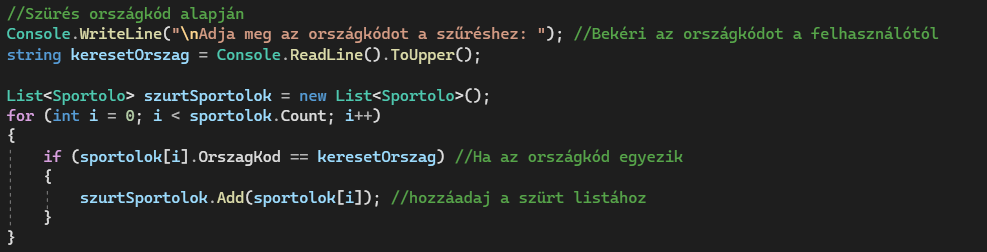 //Szürés országkód alapján
Console.WriteLine("\nAdja meg az országkódot a szűréshez: "); //Bekéri az országkódot a felhasználótól
string keresetOrszag = Console.ReadLine().ToUpper();
List<Sportolo> szurtSportolok = new List<Sportolo>();
for (int i = 0; i < sportolok.Count; i++)
{
if (sportolok[i].OrszagKod == keresetOrszag) //Ha az országkód egyezik
{
szurtSportolok.Add(sportolok[i]); //hozzáadaj a szürt listához
}
}